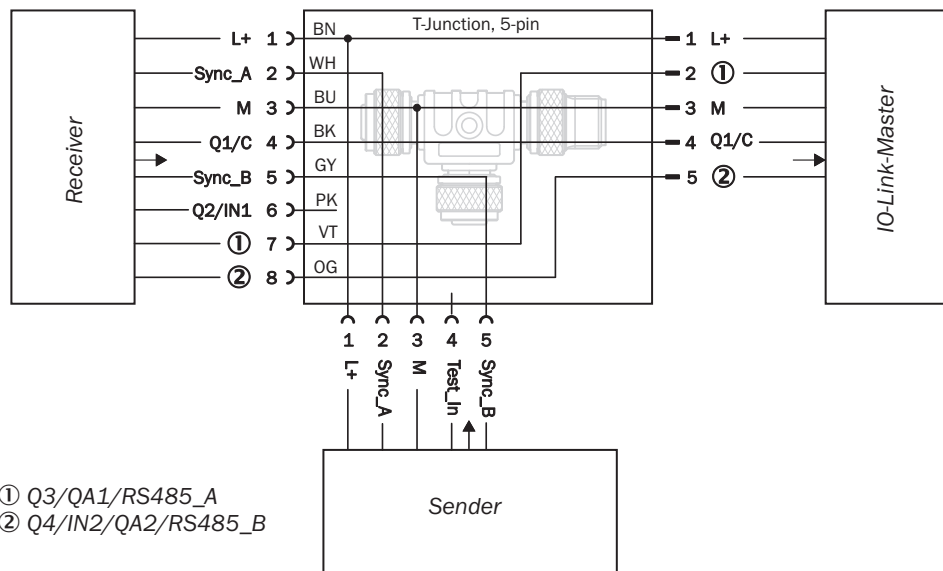 T-Junction, 5-pin
L+ 1 BN 1 L+
Sync_A 2 WH 2 ①
M 3 BU 3 M
Q1/C 4 BK 4 Q1/C
Sync_B 5 GY 5 ②
Q2/IN1 6 PK
① 7 VT
② 8 OG
Receiver
IO-Link-Master
1 2 3 4 5
L+ Sync_A M Test_In Sync_B
Sender
① Q3/QA1/RS485_A
② Q4/IN2/QA2/RS485_B